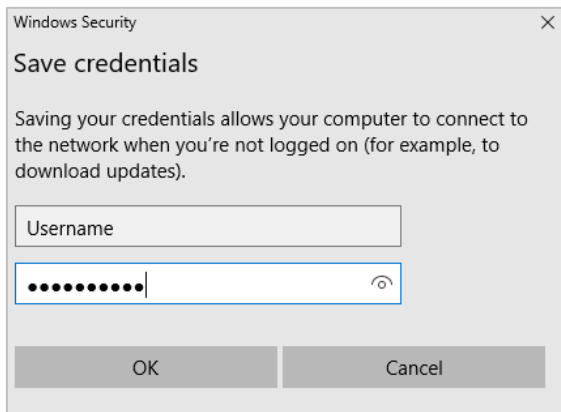 Windows Security
Save credentials
Saving your credentials allows your computer to connect to
the network when you're not logged on (for example, to
download updates).
Username
●●●●●●●●●●
OK
Cancel